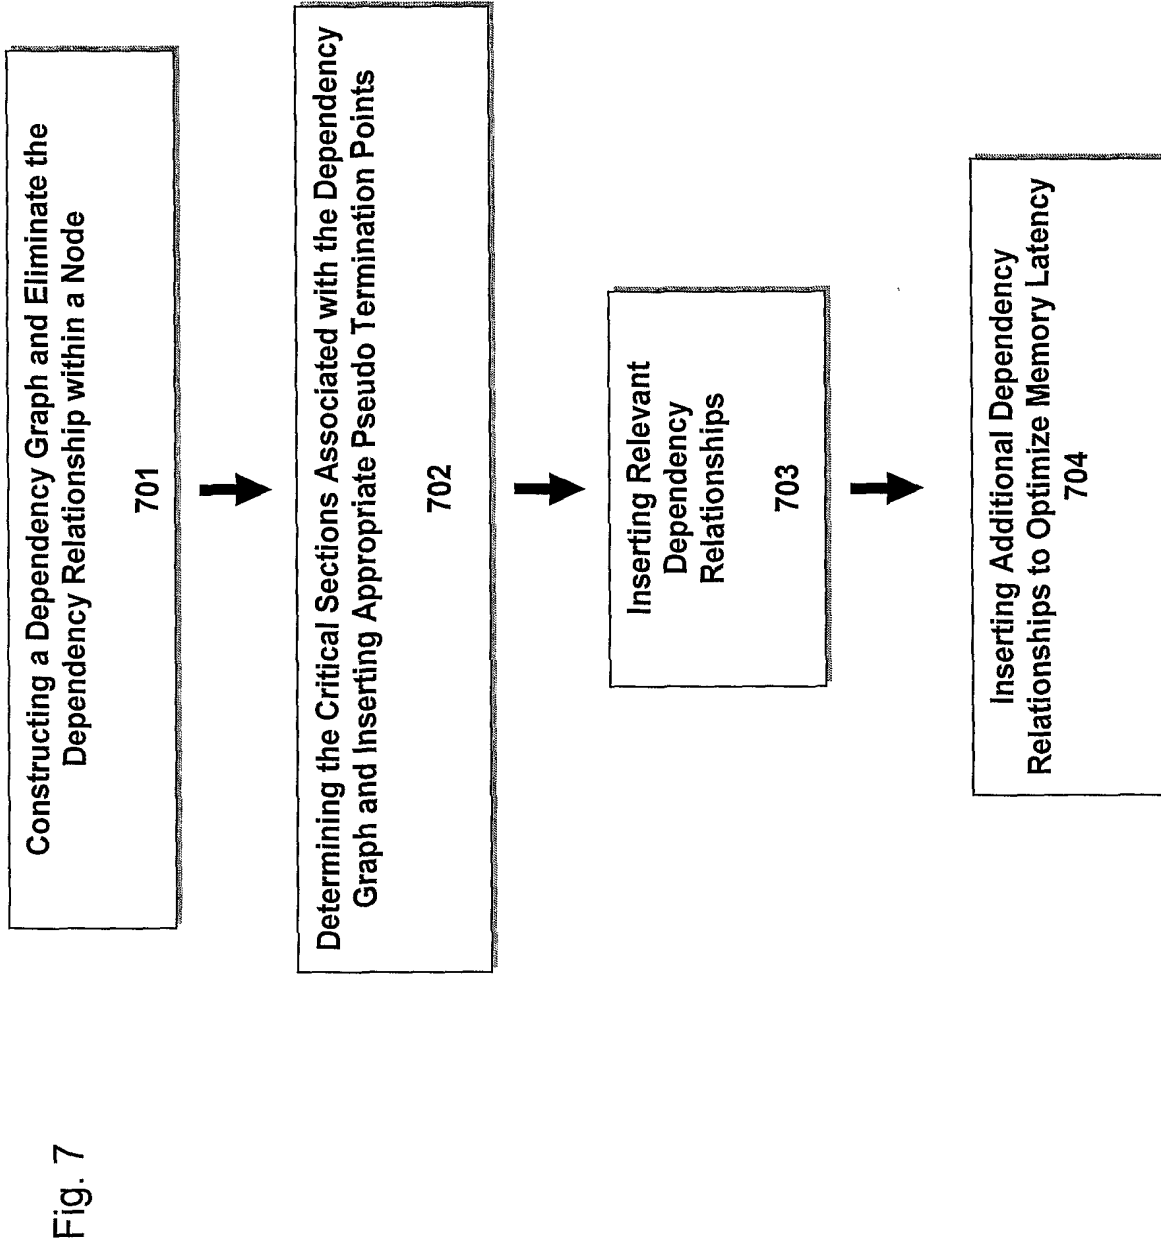 Fig. 7
Constructing a Dependency Graph and Eliminate the
Dependency Relationship within a Node
701
Determining the Critical Sections Associated with the Dependency
Graph and Inserting Appropriate Pseudo Termination Points
702
Inserting Relevant
Dependency
Relationships
703
Inserting Additional Dependency
Relationships to Optimize Memory Latency
704